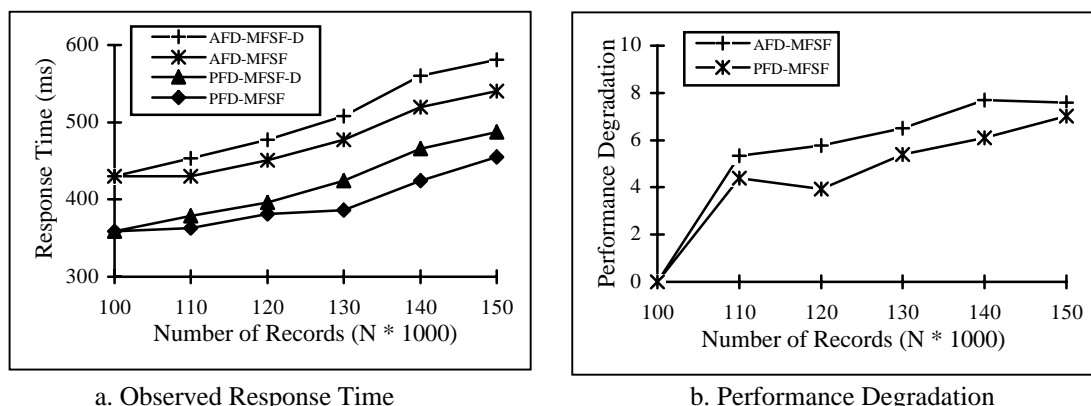 600
500
400
300
Response Time (ms)
AFD-MFSF-D
AFD-MFSF
PFD-MFSF-D
PFD-MFSF
100 110 120 130 140 150
Number of Records (N * 1000)
a. Observed Response Time
10
8
6
4
2
0
Performance Degradation
AFD-MFSF
PFD-MFSF
100 110 120 130 140 150
Number of Records (N * 1000)
b. Performance Degradation